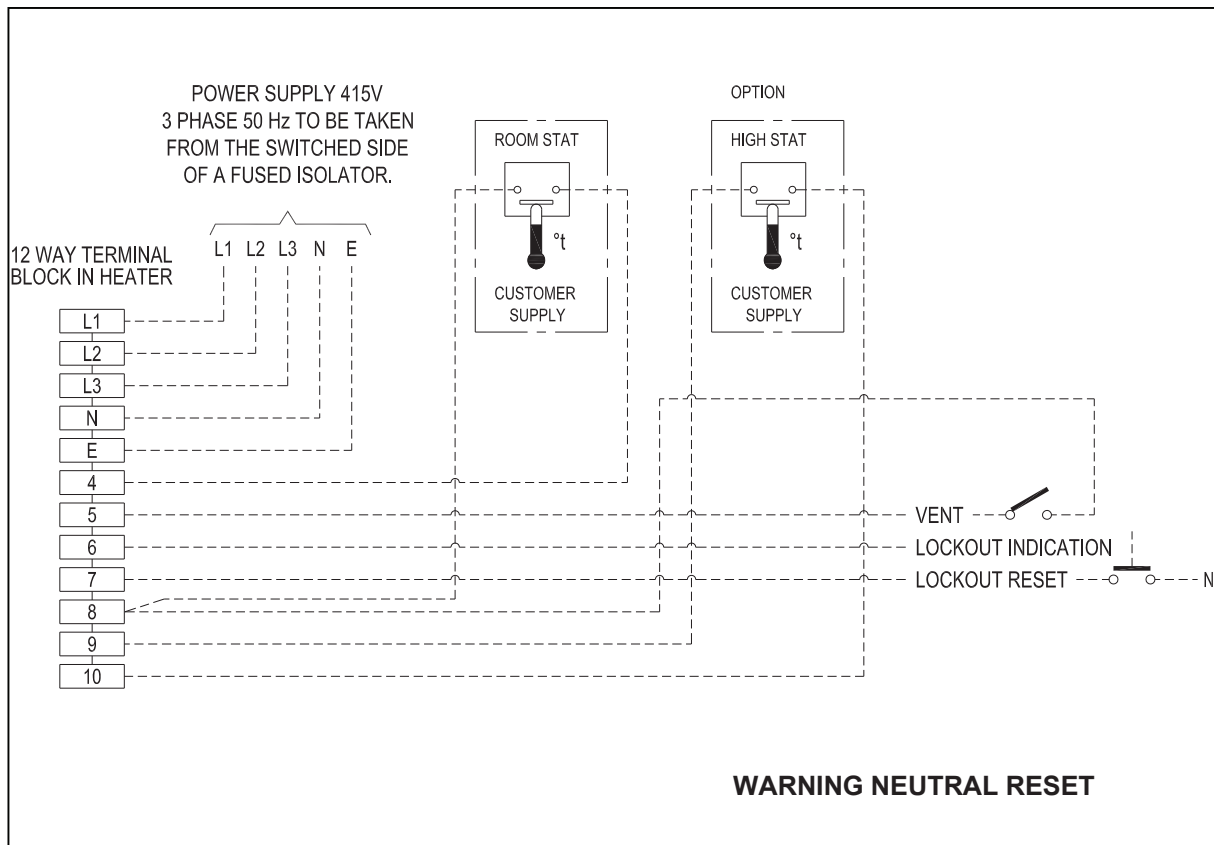 POWER SUPPLY 415V
3 PHASE 50 Hz TO BE TAKEN
FROM THE SWITCHED SIDE
OF A FUSED ISOLATOR.
OPTION
ROOM STAT
HIGH STAT
°t
°t
CUSTOMER
SUPPLY
CUSTOMER
SUPPLY
12 WAY TERMINAL
BLOCK IN HEATER
L1 L2 L3 N E
L1
L2
L3
N
E
4
5
6
7
8
9
10
VENT
LOCKOUT INDICATION
LOCKOUT RESET
N
WARNING NEUTRAL RESET